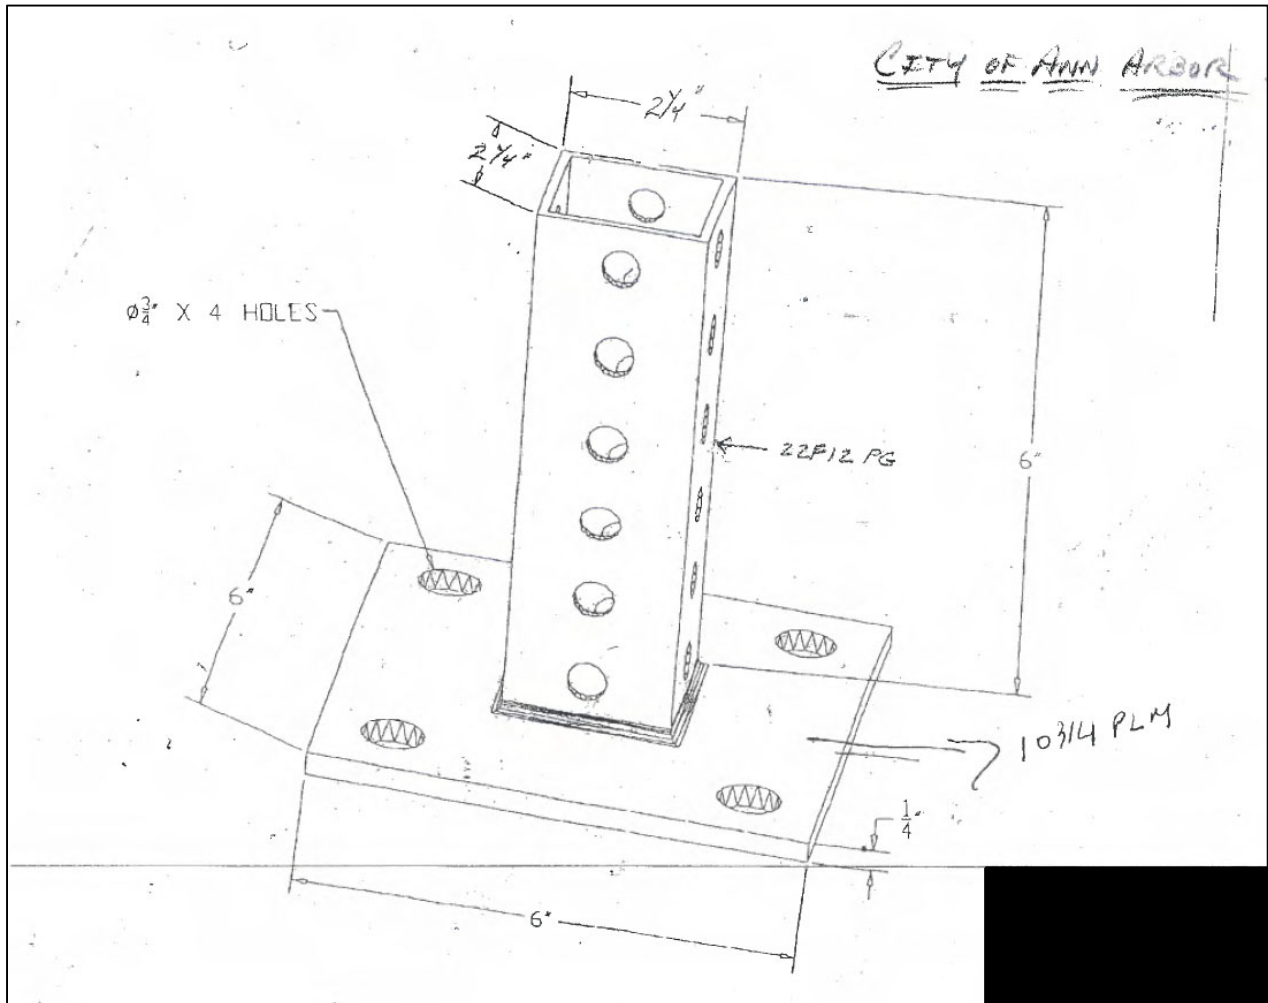 CITY OF ANN ARBOR
2 1/4"
2 1/4"
Ø 3/4" X 4 HOLES
22F12 PG
6"
6"
10314 PLM
1/4"
6"